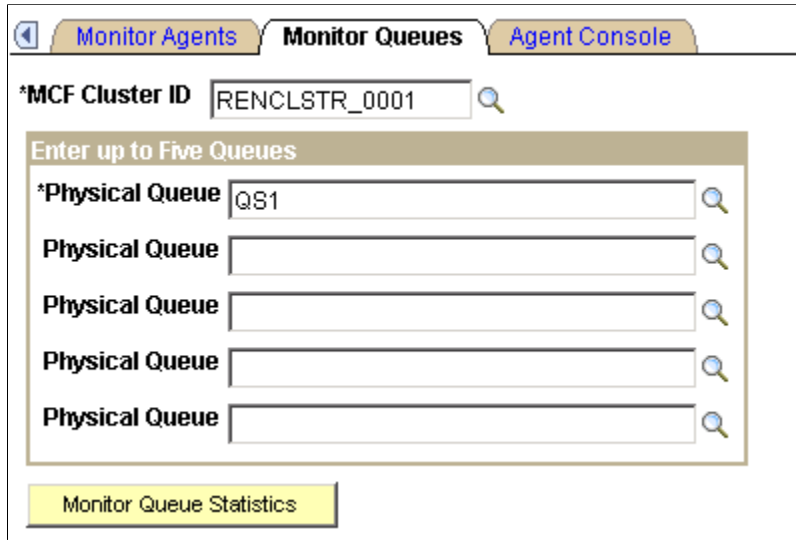 Monitor Agents Monitor Queues Agent Console
*MCF Cluster ID RENCLSTR_0001
Enter up to Five Queues
*Physical Queue QS1
Physical Queue
Physical Queue
Physical Queue
Physical Queue
Monitor Queue Statistics